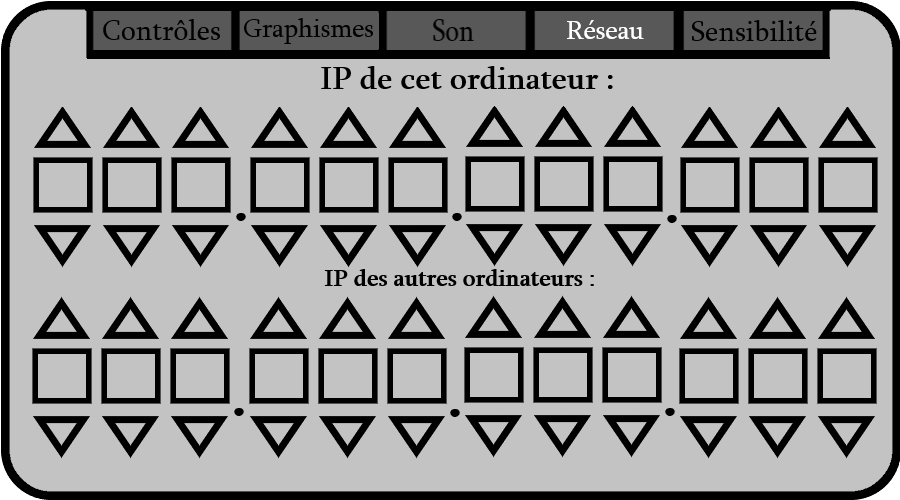 Contrôles Graphismes Son Réseau Sensibilité
IP de cet ordinateur :
. . .
IP des autres ordinateurs :
. . .